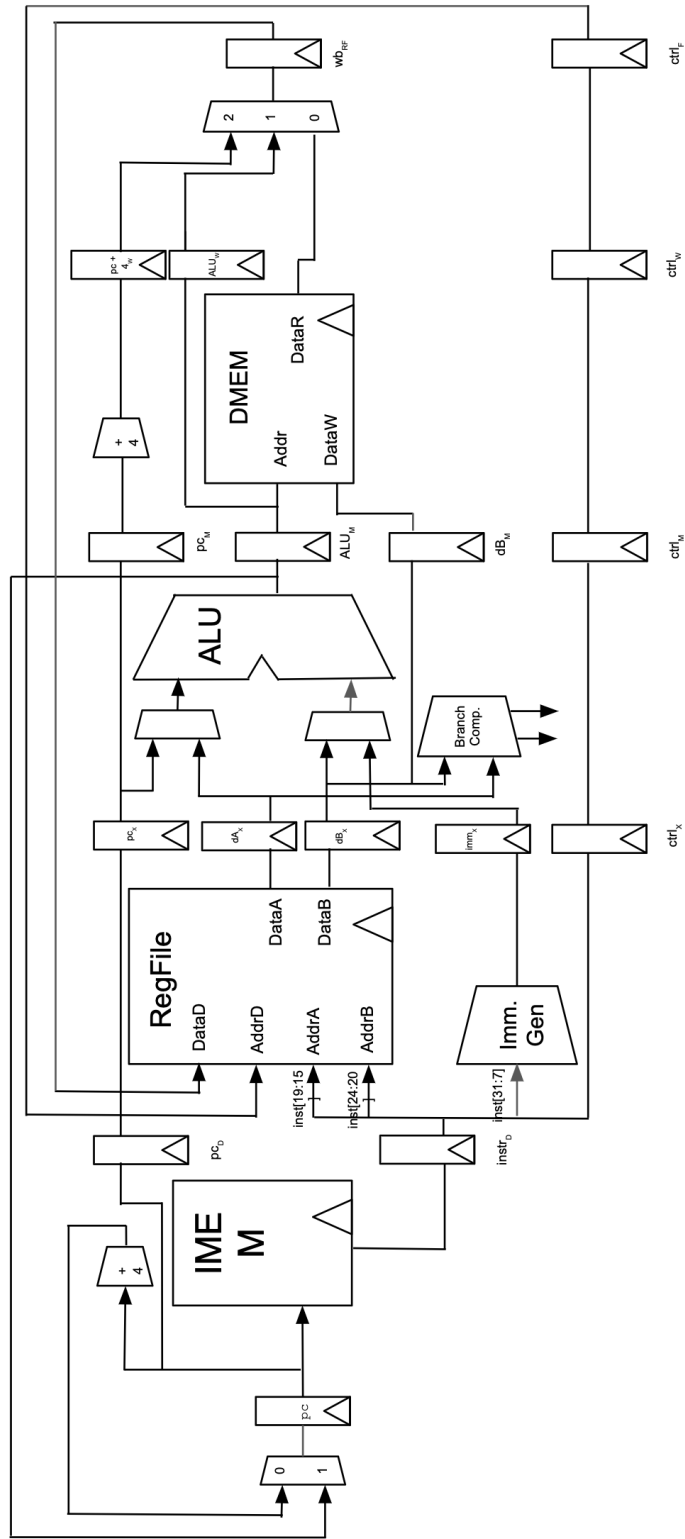 0
1
pc
+
4
IME
M
pc_D
instr_D
inst[19:15
]
inst[24:20
]
inst[31:7]
RegFile
DataD
AddrD
AddrA
AddrB
DataA
DataB
Imm.
Gen
pc_X
dA_X
dB_X
imm_X
ctrl_X
Branch
Comp.
ALU
pc_M
ALU_M
dB_M
ctrl_M
+
4
DMEM
Addr
DataW
DataR
pc +
4_W
ALU_W
ctrl_W
2
1
0
wb_RF
ctrl_F